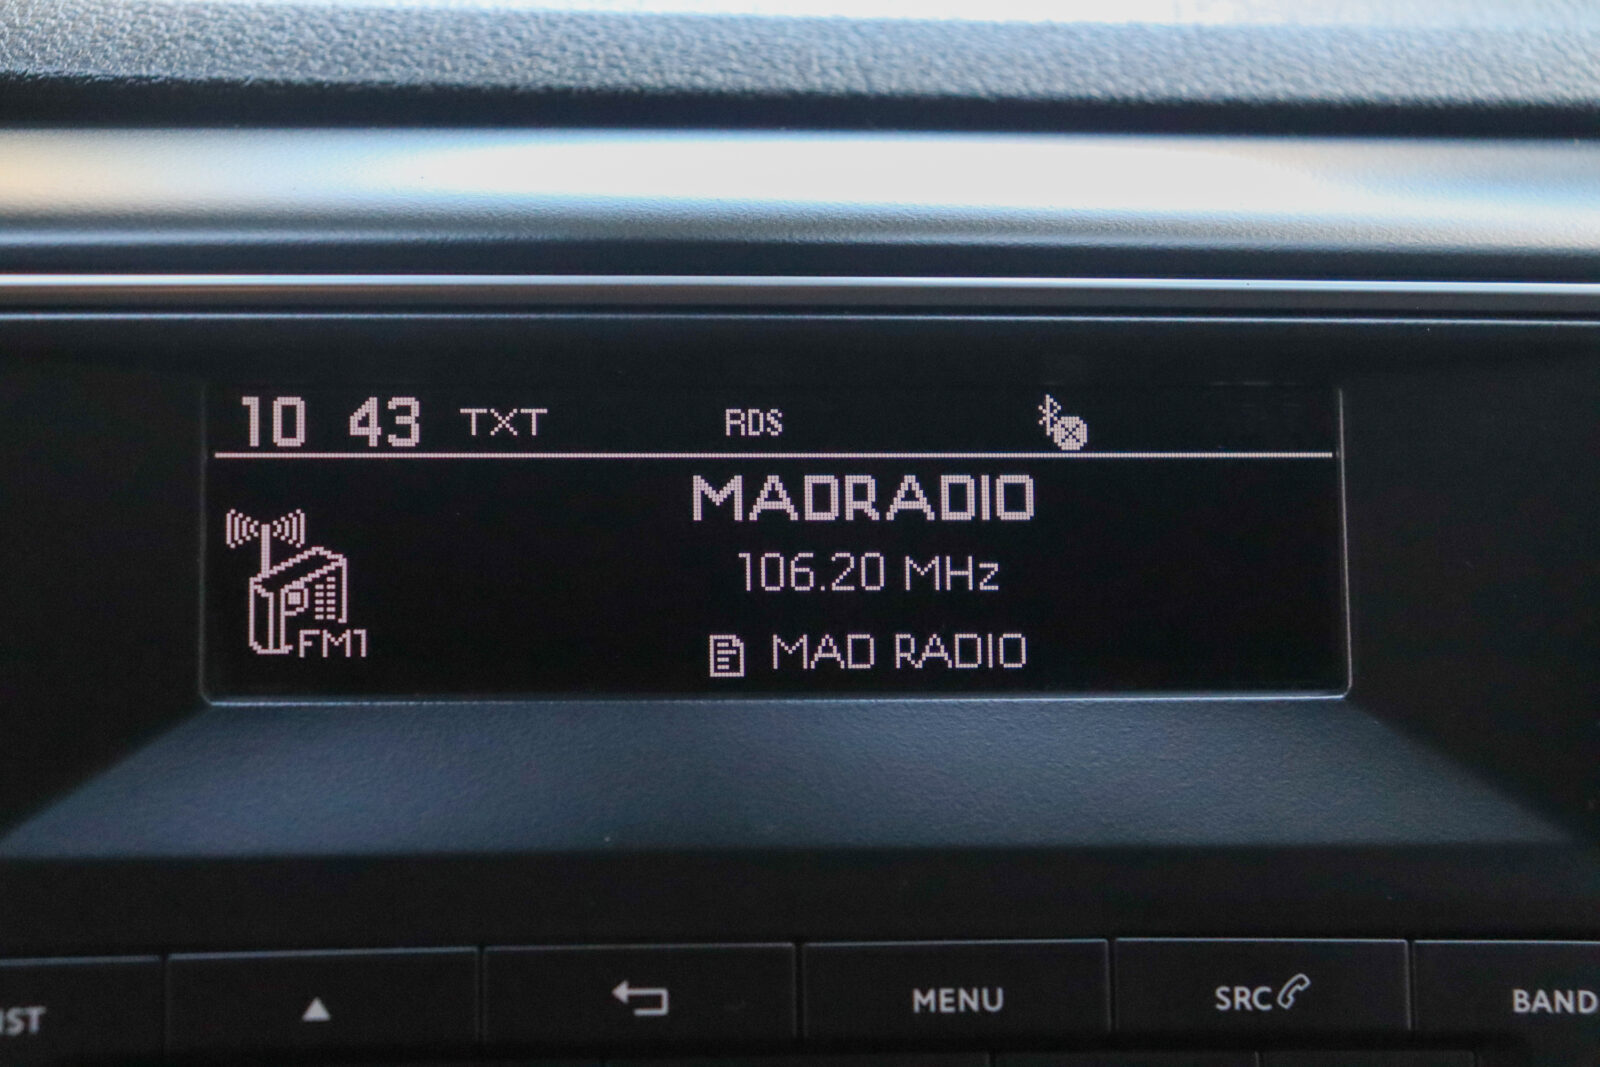 10 43 TXT RDS
MADRADIO
106.20 MHz
FM1
MAD RADIO
MENU SRC BAND